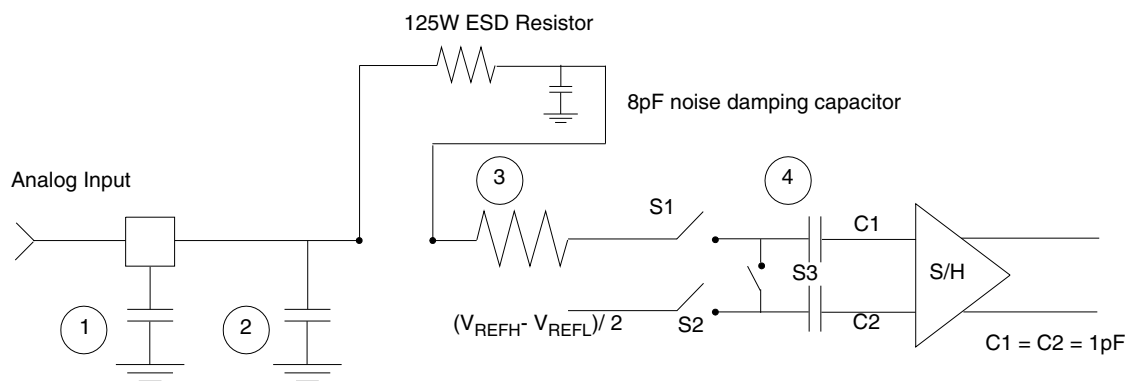 125W ESD Resistor
8pF noise damping capacitor
Analog Input
3
4
S1
C1
S3
S/H
1
2
(VREFH- VREFL)/ 2
S2
C2
C1 = C2 = 1pF